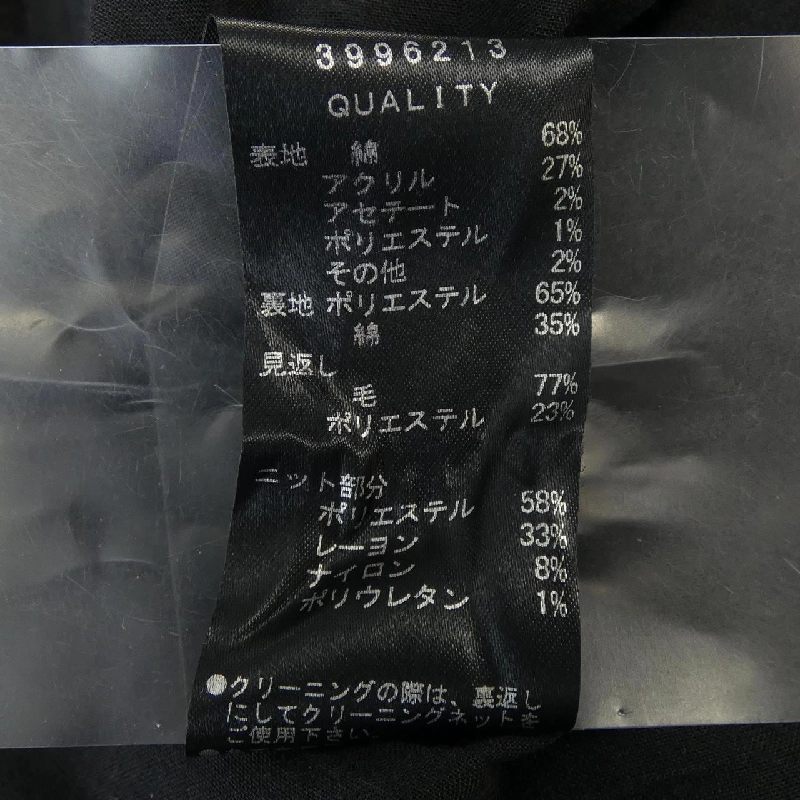 3996213
QUALITY
表地 綿 68%
アクリル 27%
アセテート 2%
ポリエステル 1%
その他 2%
裏地 ポリエステル 65%
綿 35%
見返し
毛 77%
ポリエステル 23%
ニット部分
ポリエステル 58%
レーヨン 33%
ナイロン 8%
ポリウレタン 1%
●クリーニングの際は、裏返し
にしてクリーニングネットを
ご使用下さい。